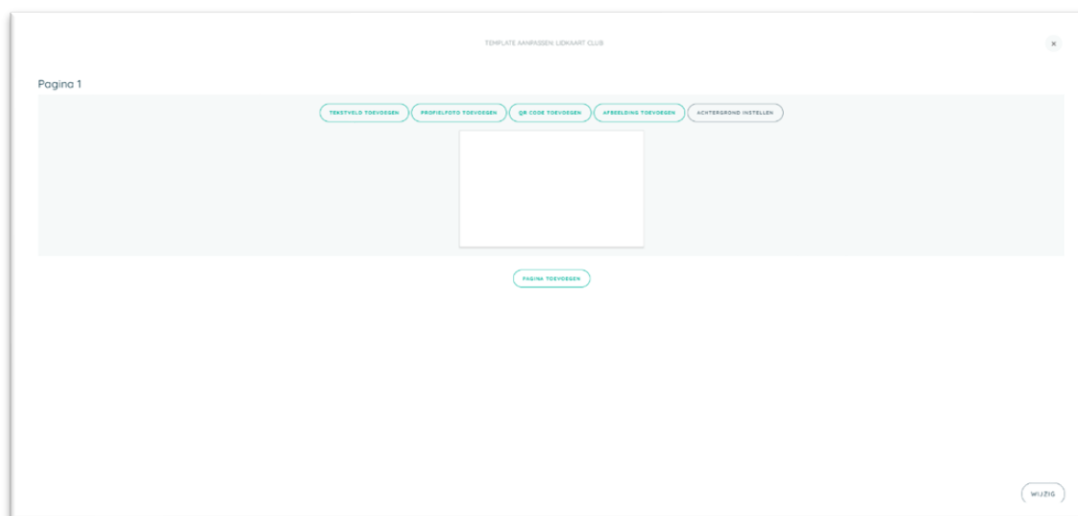 TEMPLATE AANPASSEN: LIDKAART CLUB
×
Pagina 1
TEKSTVELD TOEVOEGEN PROFIELFOTO TOEVOEGEN QR CODE TOEVOEGEN AFBEELDING TOEVOEGEN ACHTERGROND INSTELLEN
PAGINA TOEVOEGEN
WIJZIG